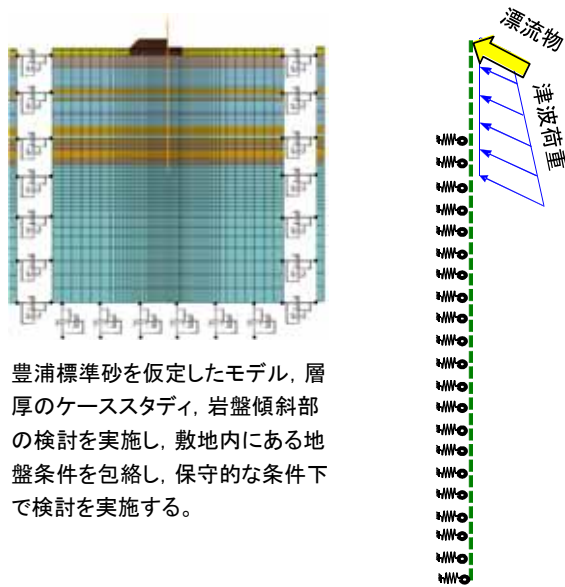 漂流物
津波荷重
豊浦標準砂を仮定したモデル，層
厚のケーススタディ，岩盤傾斜部
の検討を実施し，敷地内にある地
盤条件を包絡し，保守的な条件下
で検討を実施する。